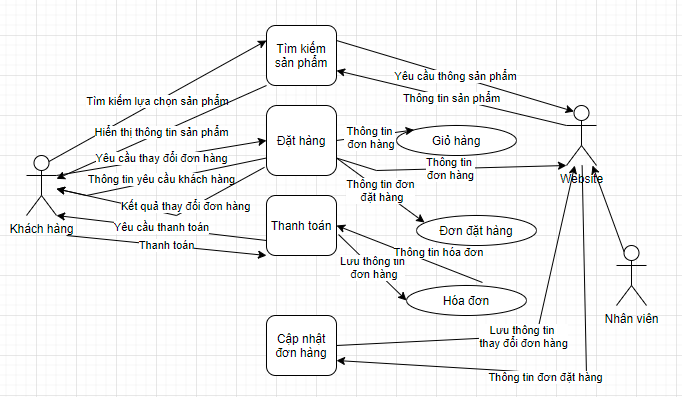 Tìm kiếm
sản phẩm
Yêu cầu thông sản phẩm
Thông tin sản phẩm
Tìm kiếm lựa chọn sản phẩm
Hiển thị thông tin sản phẩm
Đặt hàng
Thông tin
đơn hàng
Giỏ hàng
Yêu cầu thay đổi đơn hàng
Thông tin
đơn hàng
Website
Thông tin yêu cầu khách hàng
Thông tin đơn
đặt hàng
Kết quả thay đổi đơn hàng
Khách hàng
Yêu cầu thanh toán
Thanh toán
Thanh toán
Đơn đặt hàng
Thông tin hóa đơn
Lưu thông tin
đơn hàng
Hóa đơn
Nhân viên
Cập nhật
đơn hàng
Lưu thông tin
thay đổi đơn hàng
Thông tin đơn đặt hàng